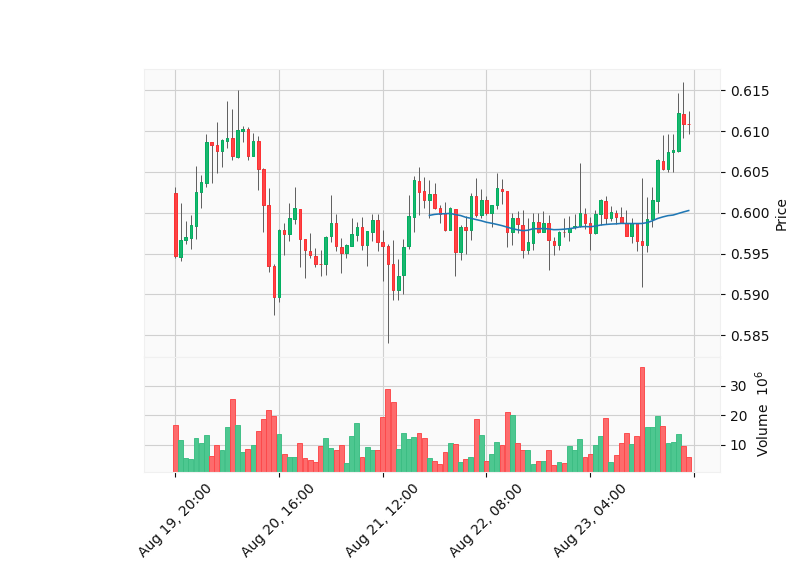 0.615
0.610
0.605
0.600
0.595
0.590
0.585
Price
30
20
10
Volume 10^6
Aug 19, 20:00
Aug 20, 16:00
Aug 21, 12:00
Aug 22, 08:00
Aug 23, 04:00